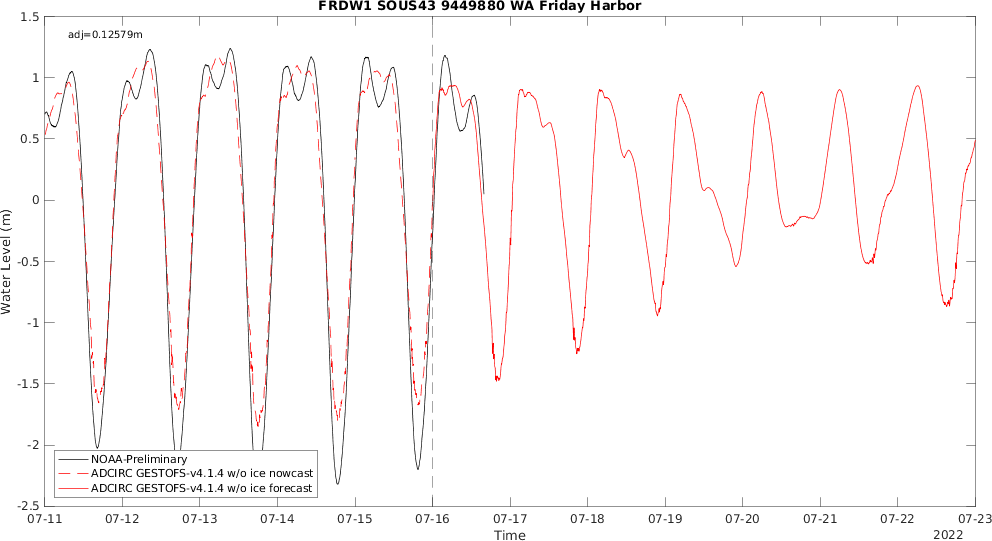 FRDW1 SOUS43 9449880 WA Friday Harbor
adj=0.12579m
1.5
1
0.5
0
-0.5
-1
-1.5
-2
-2.5
Water Level (m)
NOAA-Preliminary
ADCIRC GESTOFS-v4.1.4 w/o ice nowcast
ADCIRC GESTOFS-v4.1.4 w/o ice forecast
07-11 07-12 07-13 07-14 07-15 07-16 07-17 07-18 07-19 07-20 07-21 07-22 07-23
Time
2022